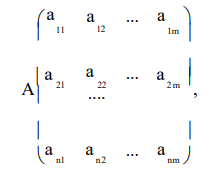 a11 a12 ... a1m
A a21 a22 ... a2m ,
....
an1 an2 ... anm